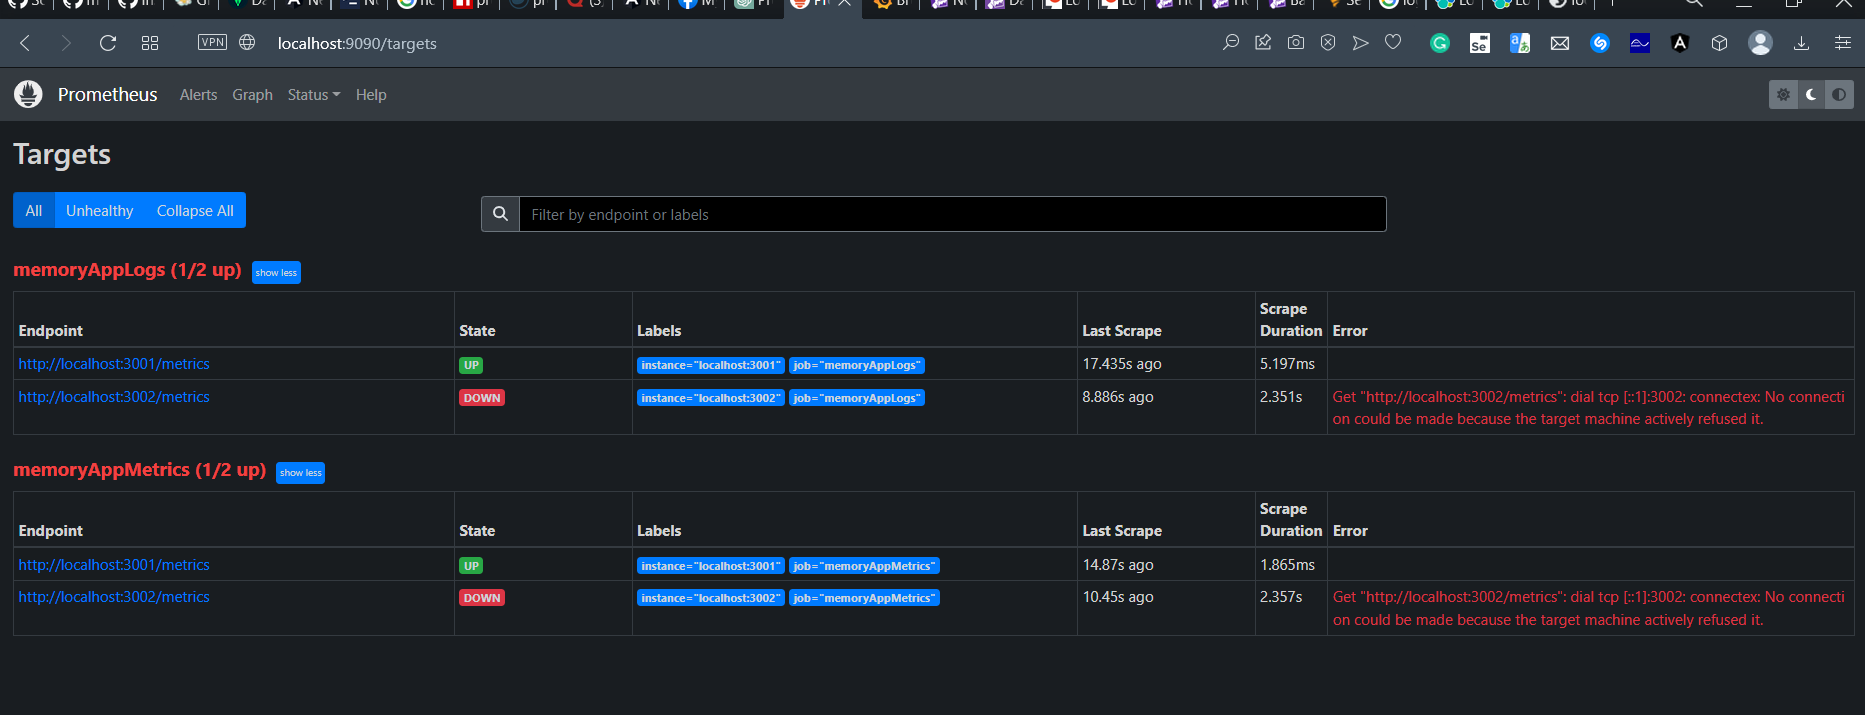 VPN localhost:9090/targets
Prometheus Alerts Graph Status Help
Targets
All Unhealthy Collapse All
Filter by endpoint or labels
memoryAppLogs (1/2 up) show less
Endpoint State Labels Last Scrape Scrape Duration Error
http://localhost:3001/metrics UP instance="localhost:3001" job="memoryAppLogs" 17.435s ago 5.197ms
http://localhost:3002/metrics DOWN instance="localhost:3002" job="memoryAppLogs" 8.886s ago 2.351s Get "http://localhost:3002/metrics": dial tcp [::1]:3002: connectex: No connecti
on could be made because the target machine actively refused it.
memoryAppMetrics (1/2 up) show less
Endpoint State Labels Last Scrape Scrape Duration Error
http://localhost:3001/metrics UP instance="localhost:3001" job="memoryAppMetrics" 14.87s ago 1.865ms
http://localhost:3002/metrics DOWN instance="localhost:3002" job="memoryAppMetrics" 10.45s ago 2.357s Get "http://localhost:3002/metrics": dial tcp [::1]:3002: connectex: No connecti
on could be made because the target machine actively refused it.